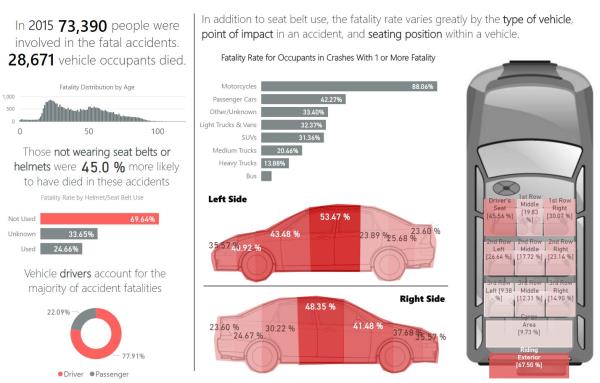 In 2015 73,390 people were
involved in the fatal accidents.
28,671 vehicle occupants died.
Fatality Distribution by Age
1,000
500
0
0 50 100
Those not wearing seat belts or
helmets were 45.0 % more likely
to have died in these accidents
Fatality Rate by Helmet/Seat Belt Use
Not Used 69.64%
Unknown 33.65%
Used 24.66%
Vehicle drivers account for the
majority of accident fatalities
22.09%
77.91%
Driver Passenger
In addition to seat belt use, the fatality rate varies greatly by the type of vehicle,
point of impact in an accident, and seating position within a vehicle.
Fatality Rate for Occupants in Crashes With 1 or More Fatality
Motorcycles 88.06%
Passenger Cars 42.27%
Other/Unknown 33.40%
Light Trucks & Vans 32.37%
SUVs 31.36%
Medium Trucks 20.46%
Heavy Trucks 13.88%
Bus
Left Side
53.47 %
43.48 %
23.89 %
25.68 %
23.60 %
35.57 %
40.92 %
Right Side
48.35 %
23.60 %
24.67 %
30.22 %
41.48 %
37.68 %
35.57 %
Driver's
Seat
[45.56 %]
1st Row
Middle
[19.83
%]
1st Row
Right
[30.07 %]
2nd Row
Left
[26.64 %]
2nd Row
Middle
[17.72 %]
2nd Row
Right
[23.14 %]
3rd Row
Left [9.38
%]
3rd Row
Middle
[12.31 %]
3rd Row
Right
[14.90 %]
Cargo
Area
[9.73 %]
Riding
Exterior
[67.50 %]